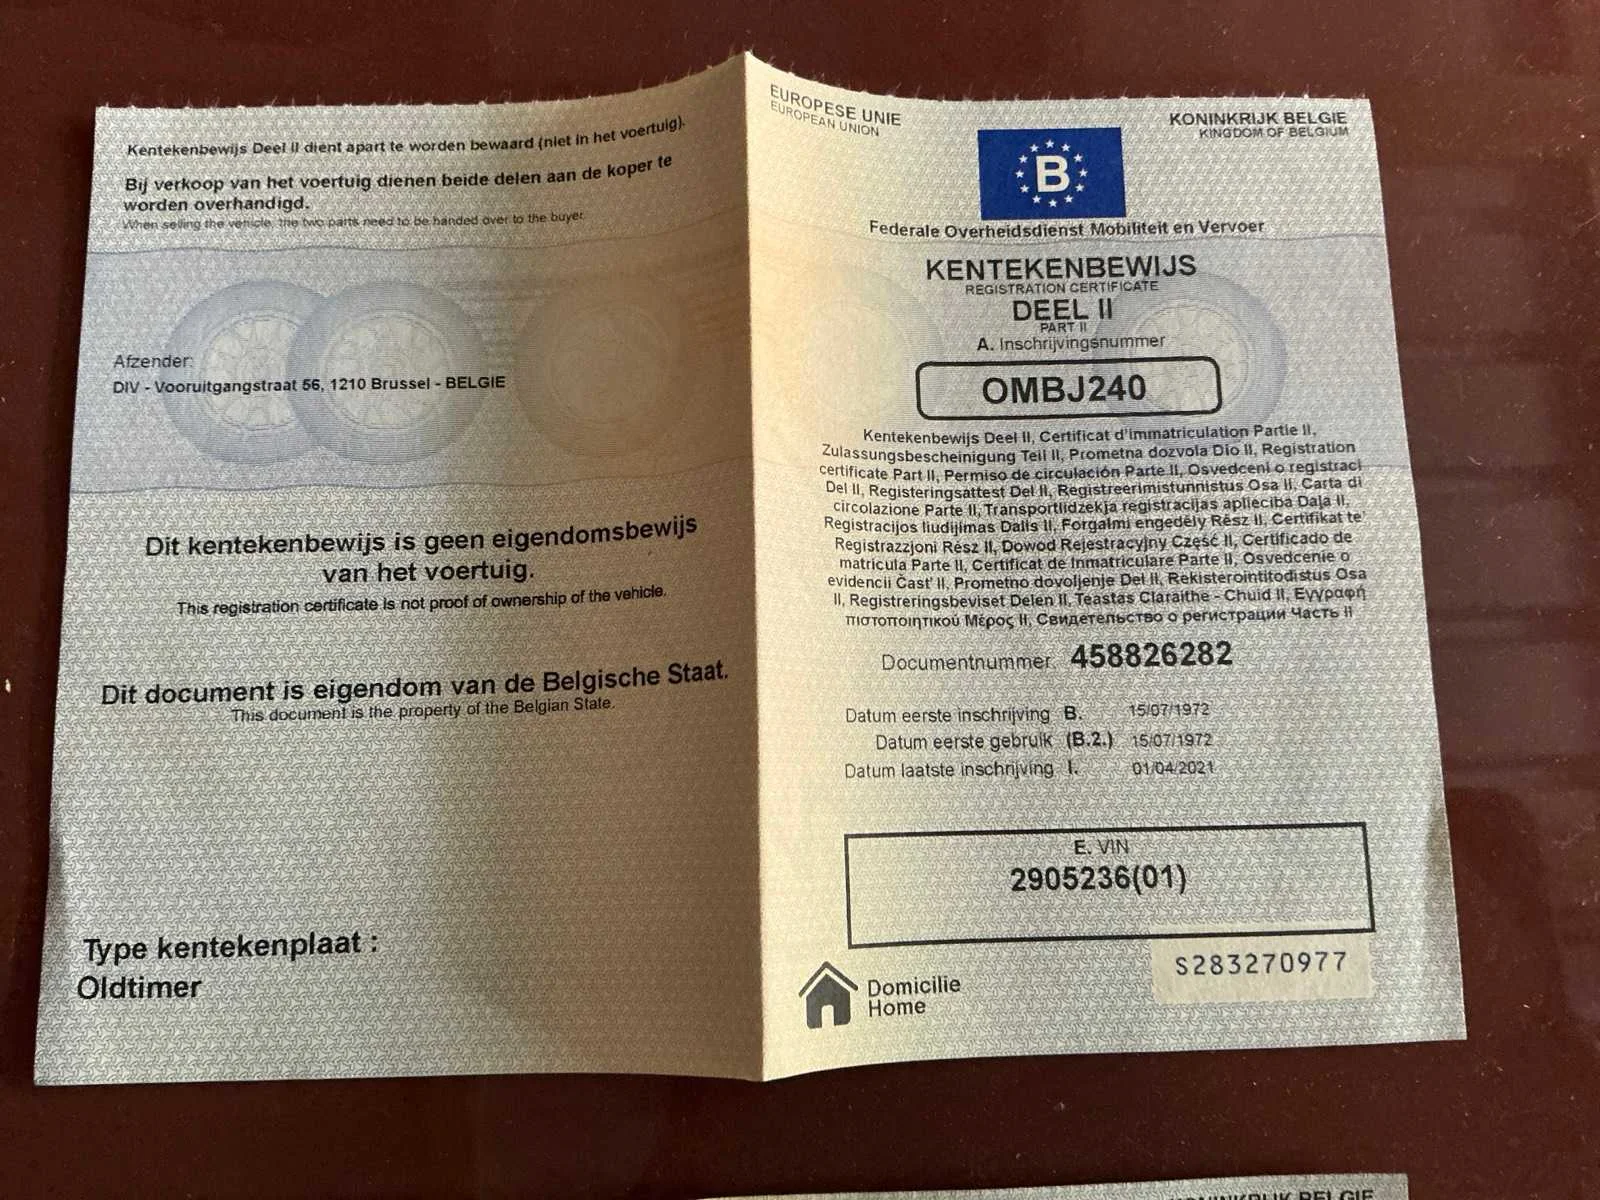 Kentekenbewijs Deel II dient apart te worden bewaard (niet in het voertuig).
Bij verkoop van het voertuig dienen beide delen aan de koper te
worden overhandigd.
When selling the vehicle, the two parts need to be handed over to the buyer.
Afzender:
DIV - Vooruitgangstraat 56, 1210 Brussel - BELGIE
Dit kentekenbewijs is geen eigendomsbewijs
van het voertuig.
This registration certificate is not proof of ownership of the vehicle.
Dit document is eigendom van de Belgische Staat.
This document is the property of the Belgian State.
Type kentekenplaat :
Oldtimer
EUROPESE UNIE
EUROPEAN UNION
KONINKRIJK BELGIE
KINGDOM OF BELGIUM
B
Federale Overheidsdienst Mobiliteit en Vervoer
KENTEKENBEWIJS
REGISTRATION CERTIFICATE
DEEL II
PART II
A. Inschrijvingsnummer
OMBJ240
Kentekenbewijs Deel II, Certificat d'immatriculation Partie II,
Zulassungsbescheinigung Teil II, Prometna dozvola Dio II, Registration
certificate Part II, Permiso de circulación Parte II, Osvedceni o registraci
Del II, Registeringsattest Del II, Registreerimistunnistus Osa II, Carta di
circolazione Parte II, Transportlidzekja registracijas aplieciba Daļa II,
Registracijos liudijimas Dalis II, Forgalmi engedély Rész II, Certifikat te'
Registrazzjoni Rész II, Dowod Rejestracyjny Część II, Certificado de
matricula Parte II, Certificat de Inmatriculare Parte II, Osvedcenie o
evidencii Čast' II, Prometno dovoljenje Del II, Rekisterointitodistus Osa
II, Registreringsbeviset Delen II, Teastas Claraithe - Chuid II, Εγγραφή
πιστοποιητικού Μέρος II, Свидетельство о регистрации Часть II
Documentnummer. 458826282
Datum eerste inschrijving B. 15/07/1972
Datum eerste gebruik (B.2.) 15/07/1972
Datum laatste inschrijving I. 01/04/2021
E. VIN
2905236(01)
S283270977
Domicilie
Home
KONINKRIJK BELGIE